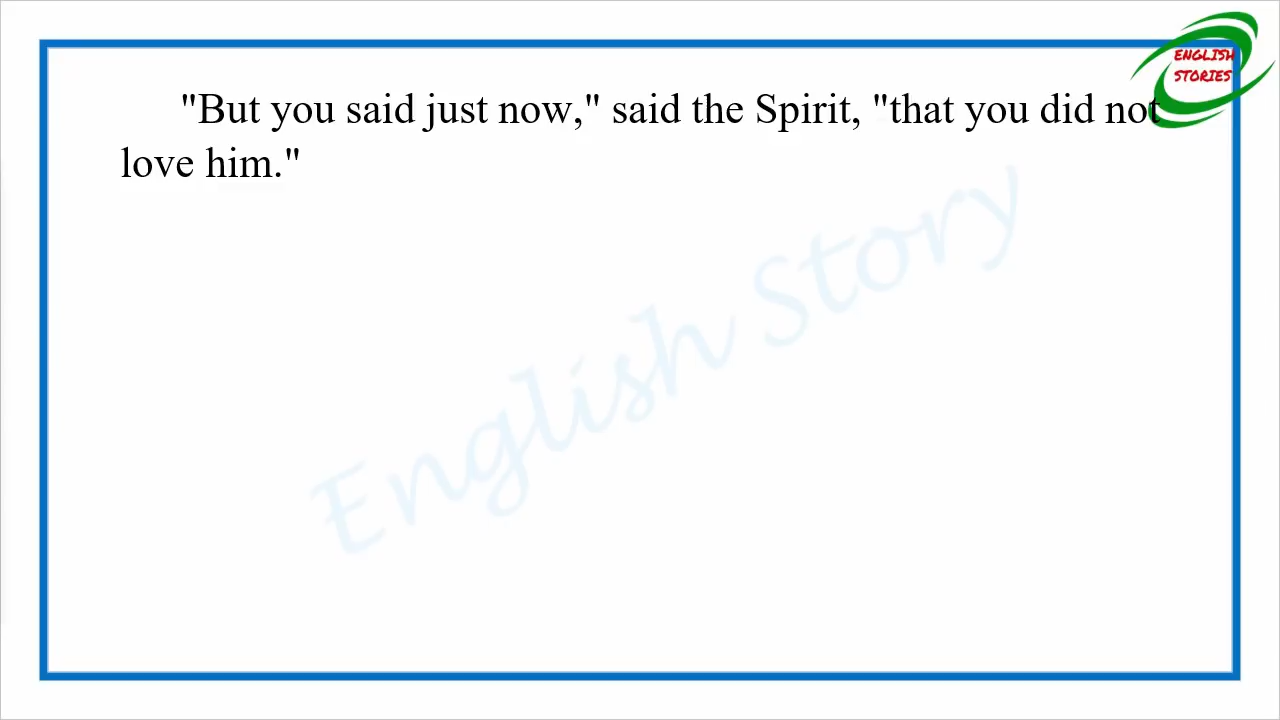 ENGLISH
STORIES
"But you said just now," said the Spirit, "that you did not
love him."
English Story